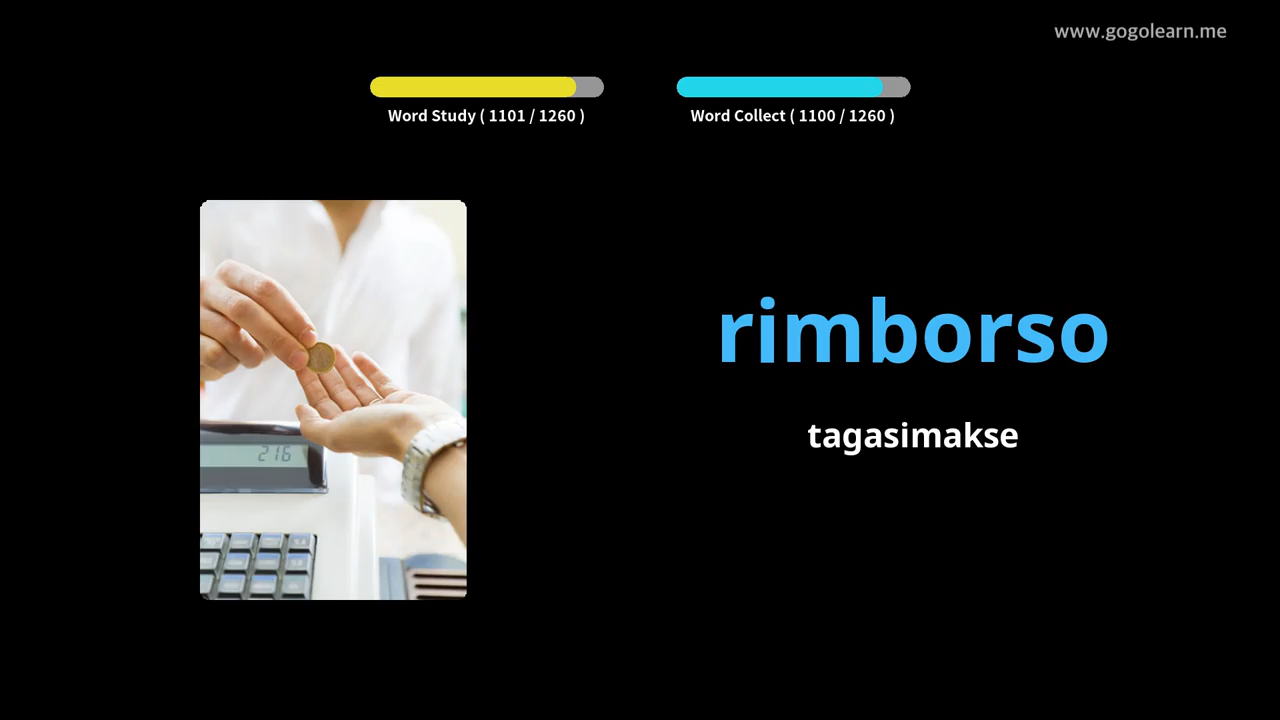 www.gogolearn.me
Word Study ( 1101 / 1260 )
Word Collect ( 1100 / 1260 )
rimborso
tagasimakse
216